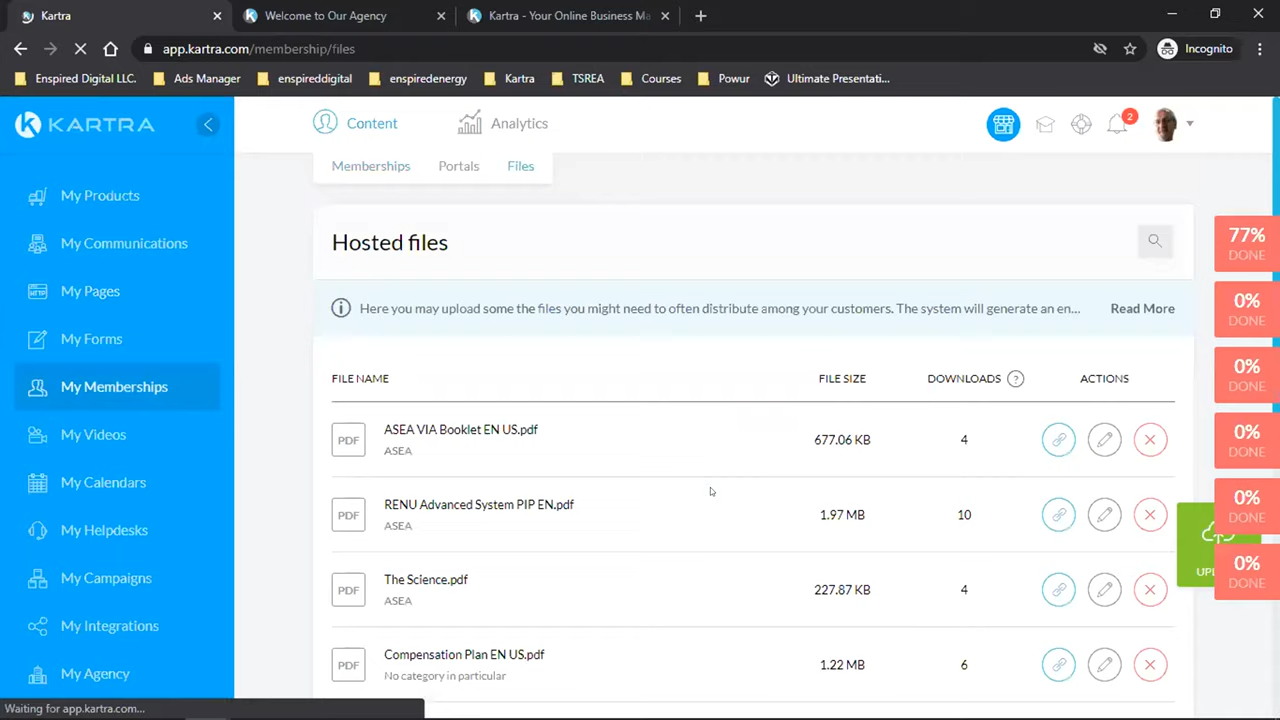 Kartra
Welcome to Our Agency
Kartra - Your Online Business Ma
app.kartra.com/membership/files
Incognito
Enspired Digital LLC.
Ads Manager
enspireddigital
enspiredenergy
Kartra
TSREA
Courses
Powur
Ultimate Presentati...
KARTRA
Content
Analytics
2
Memberships
Portals
Files
My Products
My Communications
My Pages
My Forms
My Memberships
My Videos
My Calendars
My Helpdesks
My Campaigns
My Integrations
My Agency
Hosted files
Here you may upload some the files you might need to often distribute among your customers. The system will generate an en...
Read More
FILE NAME
FILE SIZE
DOWNLOADS ?
ACTIONS
PDF
ASEA VIA Booklet EN US.pdf
ASEA
677.06 KB
4
PDF
RENU Advanced System PIP EN.pdf
ASEA
1.97 MB
10
PDF
The Science.pdf
ASEA
227.87 KB
4
PDF
Compensation Plan EN US.pdf
No category in particular
1.22 MB
6
77%
DONE
0%
DONE
0%
DONE
0%
DONE
0%
DONE
0%
DONE
UPL
Waiting for app.kartra.com...